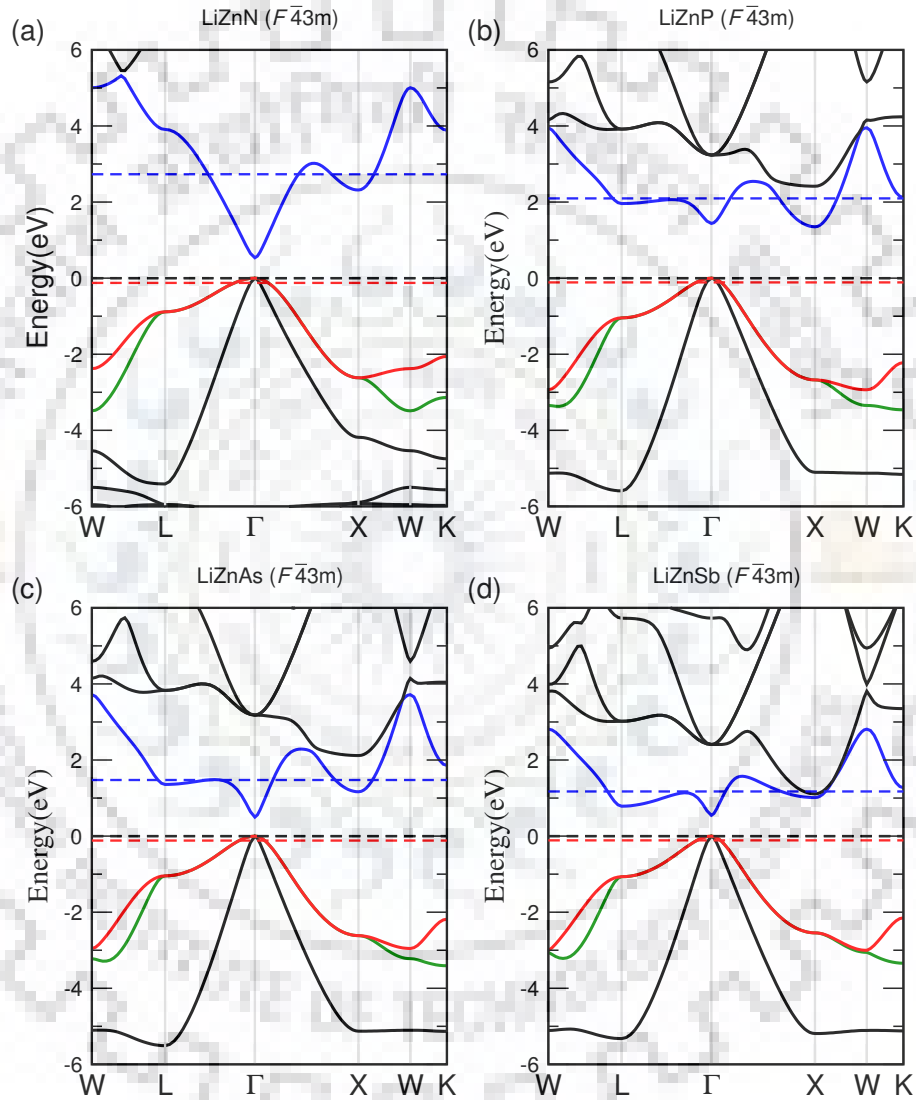 (a) LiZnN (F4̅3m)
(b) LiZnP (F4̅3m)
6
4
2
0
-2
-4
-6
Energy(eV)
W L Γ X W K
6
4
2
0
-2
-4
-6
Energy(eV)
W L Γ X W K
(c) LiZnAs (F4̅3m)
(d) LiZnSb (F4̅3m)
6
4
2
0
-2
-4
-6
Energy(eV)
W L Γ X W K
6
4
2
0
-2
-4
-6
Energy(eV)
W L Γ X W K